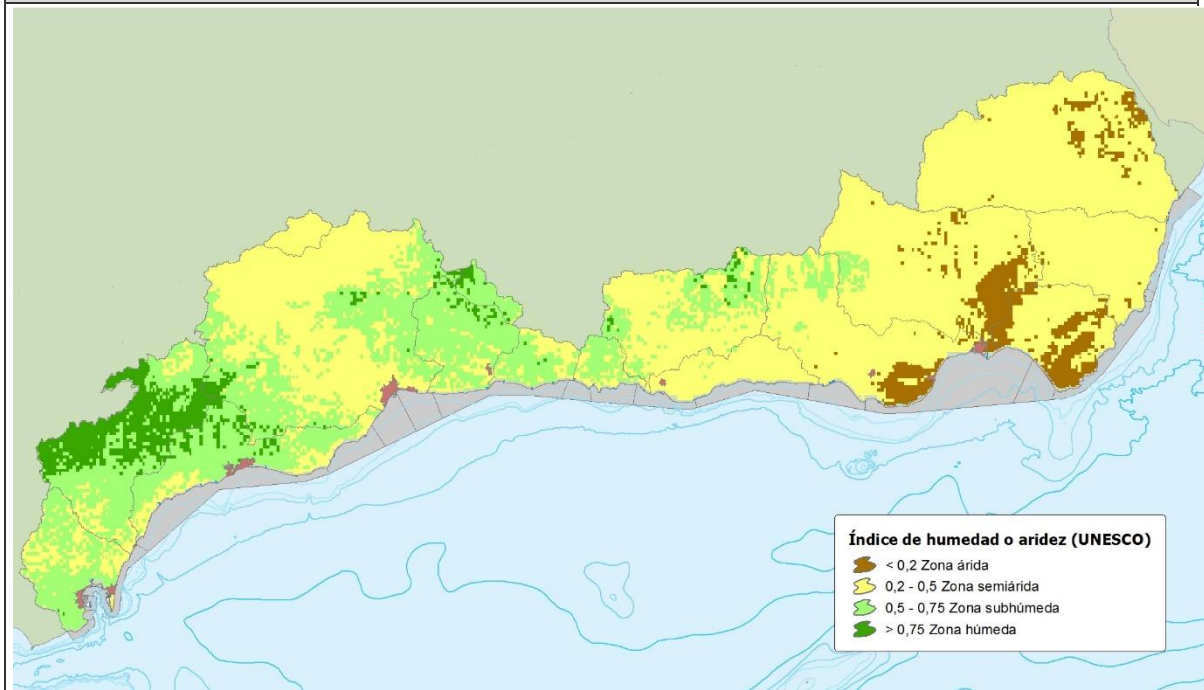 Índice de humedad o aridez (UNESCO)
< 0,2 Zona árida
0,2 - 0,5 Zona semiárida
0,5 - 0,75 Zona subhúmeda
> 0,75 Zona húmeda